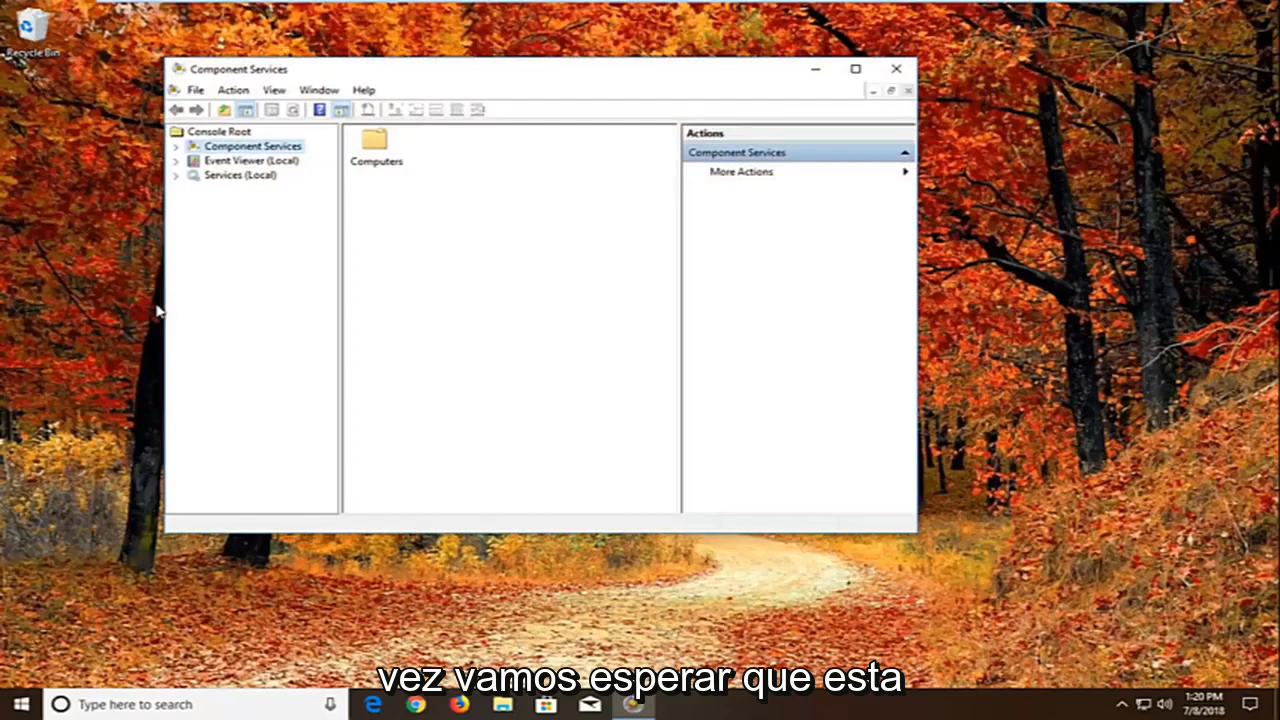 Recycle Bin
Component Services
File Action View Window Help
Console Root
Component Services
Event Viewer (Local)
Services (Local)
Computers
Actions
Component Services
More Actions
vez vamos esperar que esta
Type here to search
1:20 PM
7/8/2018